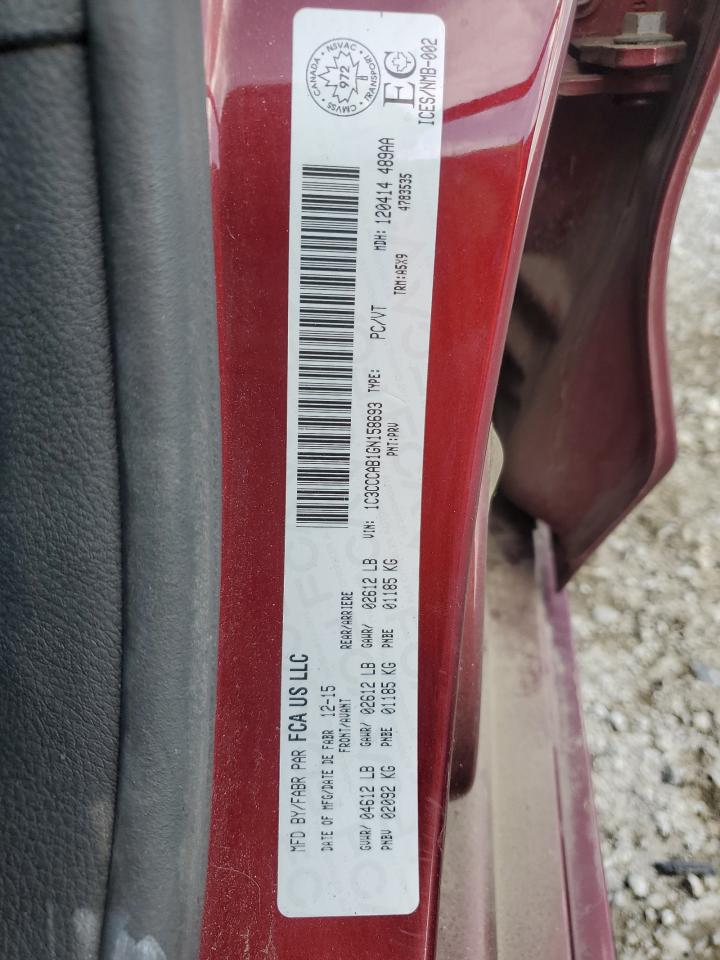 MFD BY/FABR PAR FCA US LLC
DATE OF MFG/DATE DE FABR 12-15
FRONT/AVANT REAR/ARRIERE
GVWR/ 04612 LB GAWR/ 02612 LB GAWR/ 02612 LB
PNBV 02092 KG PNBE 01185 KG PNBE 01185 KG
VIN: 1C3CCCAB1GN158693 TYPE: PC/VT MDH: 120414 489AA
PNT:PRV TRM:A5X9 4783535
CANADA · NSVAC · TRANSPORT · CMVSS
972
EC
ICES/NMB-002